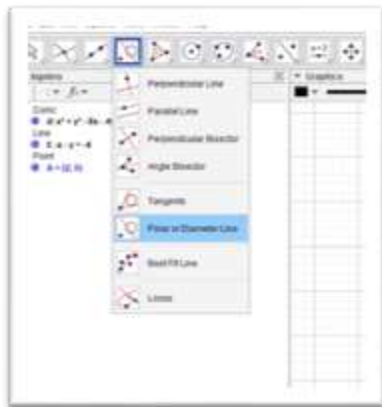 Algebra
Graphics
Conic
Line
Point
Perpendicular Line
Parallel Line
Perpendicular Bisector
Angle Bisector
Tangents
Polar or Diameter Line
Best Fit Line
Locus